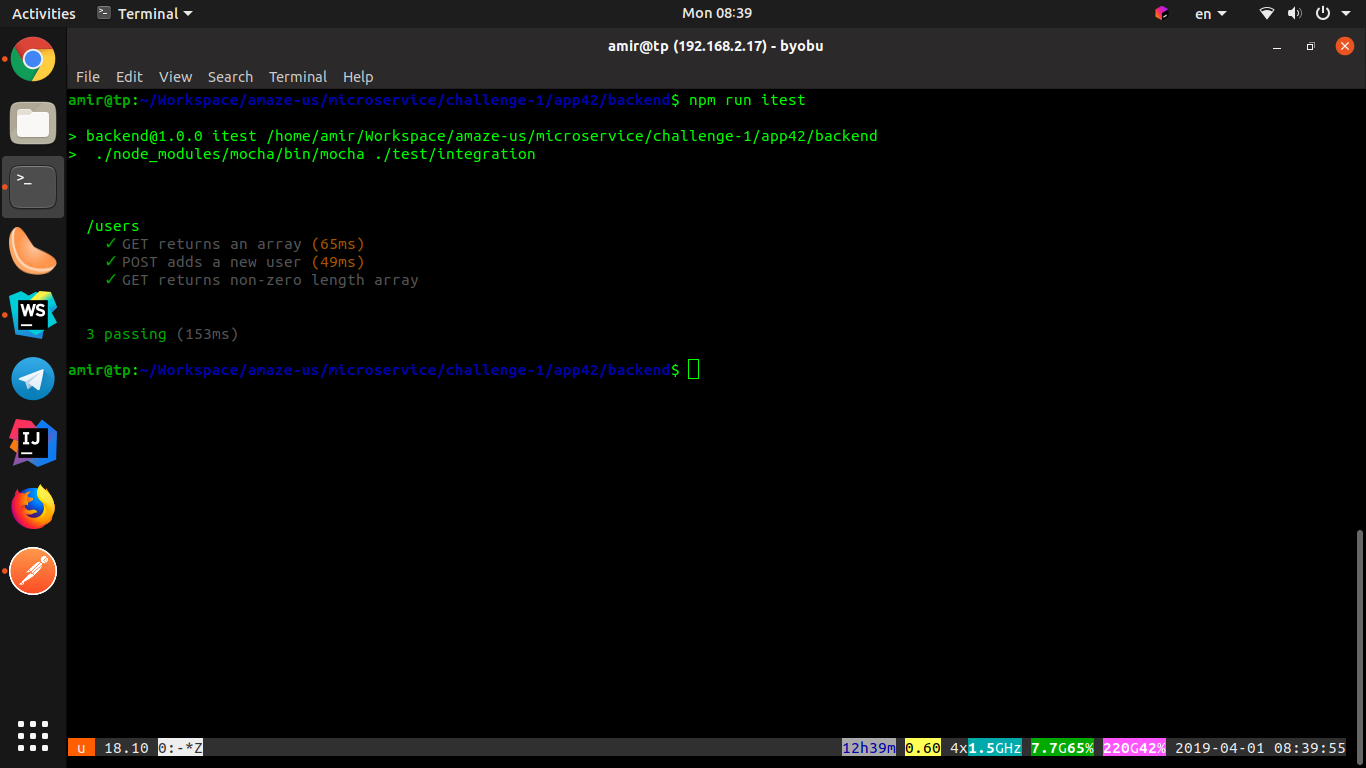 Activities Terminal Mon 08:39 en
amir@tp (192.168.2.17) - byobu
File Edit View Search Terminal Help
amir@tp:~/Workspace/amaze-us/microservice/challenge-1/app42/backend$ npm run itest
> backend@1.0.0 itest /home/amir/Workspace/amaze-us/microservice/challenge-1/app42/backend
> ./node_modules/mocha/bin/mocha ./test/integration
/users
✓ GET returns an array (65ms)
✓ POST adds a new user (49ms)
✓ GET returns non-zero length array
3 passing (153ms)
amir@tp:~/Workspace/amaze-us/microservice/challenge-1/app42/backend$
>_
WS
IJ
u 18.10 0:-*Z 12h39m 0.60 4x1.5GHz 7.7G65% 220G42% 2019-04-01 08:39:55